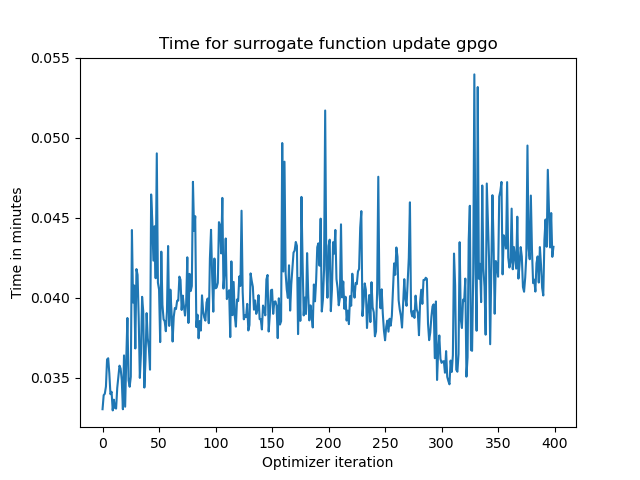 Time for surrogate function update gpgo
Time in minutes
0.055
0.050
0.045
0.040
0.035
0 50 100 150 200 250 300 350 400
Optimizer iteration